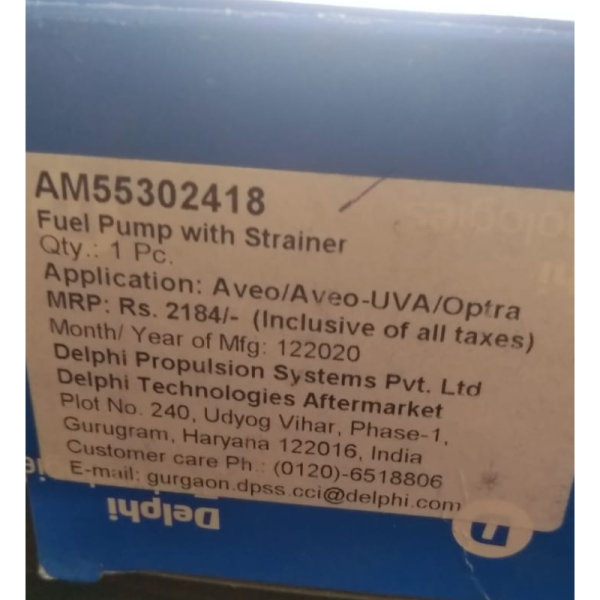 AM55302418
Fuel Pump with Strainer
Qty.: 1 Pc.
Application: Aveo/Aveo-UVA/Optra
MRP: Rs. 2184/- (Inclusive of all taxes)
Month/ Year of Mfg: 122020
Delphi Propulsion Systems Pvt. Ltd
Delphi Technologies Aftermarket
Plot No. 240, Udyog Vihar, Phase-1,
Gurugram, Haryana 122016, India
Customer care Ph.: (0120)-6518806
E-mail: gurgaon.dpss.cci@delphi.com
Delphi